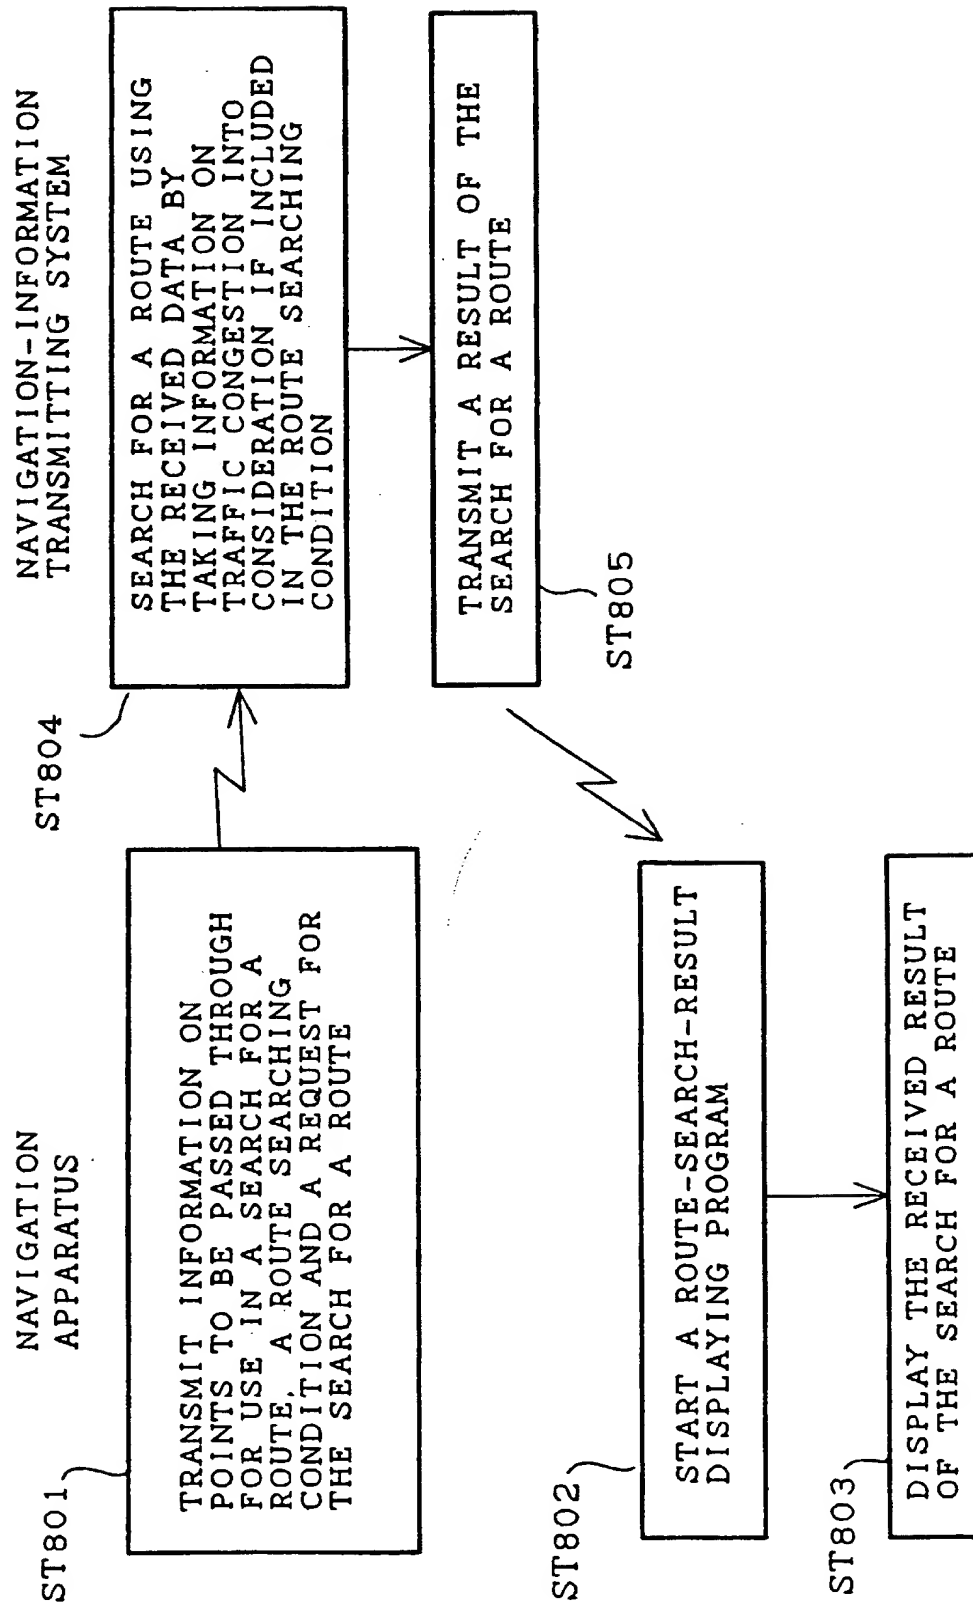 NAVIGATION
APPARATUS
ST801
TRANSMIT INFORMATION ON
POINTS TO BE PASSED THROUGH
FOR USE IN A SEARCH FOR A
ROUTE, A ROUTE SEARCHING
CONDITION AND A REQUEST FOR
THE SEARCH FOR A ROUTE
ST802
START A ROUTE-SEARCH-RESULT
DISPLAYING PROGRAM
ST803
DISPLAY THE RECEIVED RESULT
OF THE SEARCH FOR A ROUTE
NAVIGATION-INFORMATION
TRANSMITTING SYSTEM
ST804
SEARCH FOR A ROUTE USING
THE RECEIVED DATA BY
TAKING INFORMATION ON
TRAFFIC CONGESTION INTO
CONSIDERATION IF INCLUDED
IN THE ROUTE SEARCHING
CONDITION
TRANSMIT A RESULT OF THE
SEARCH FOR A ROUTE
ST805